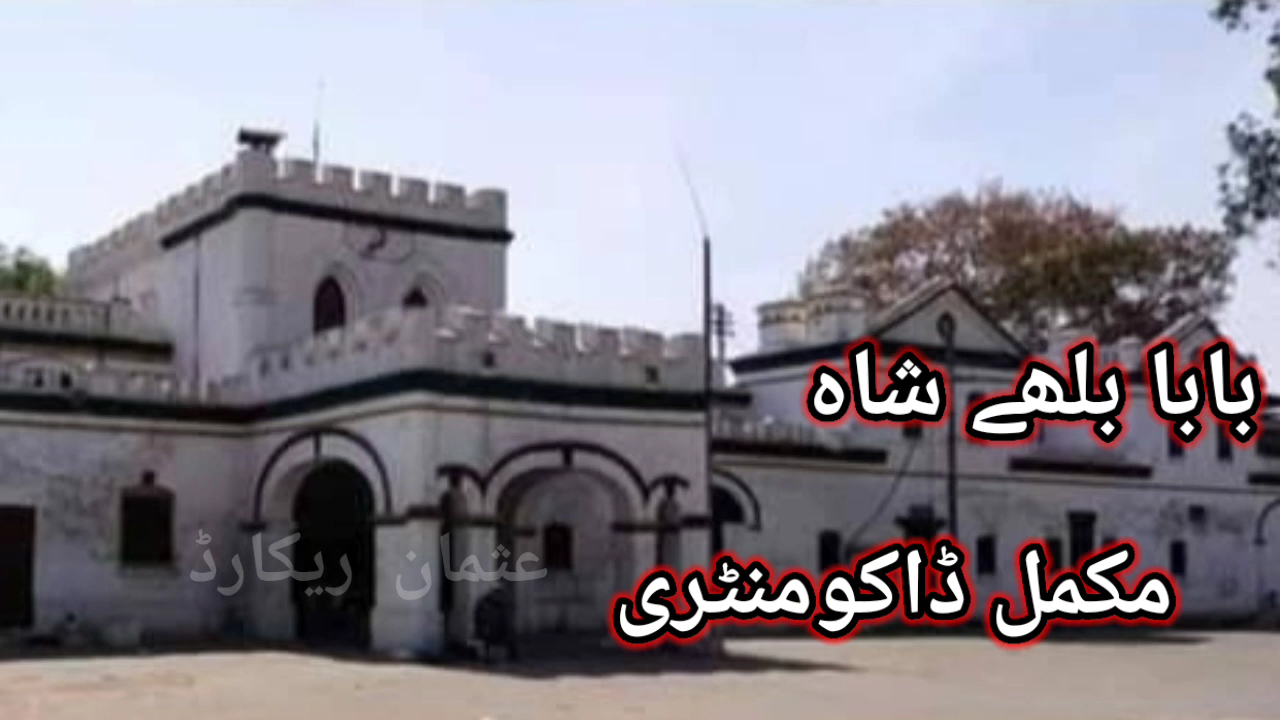 بابا بلھے شاہ
عثمان ریکارڈ
مکمل ڈاکومنٹری